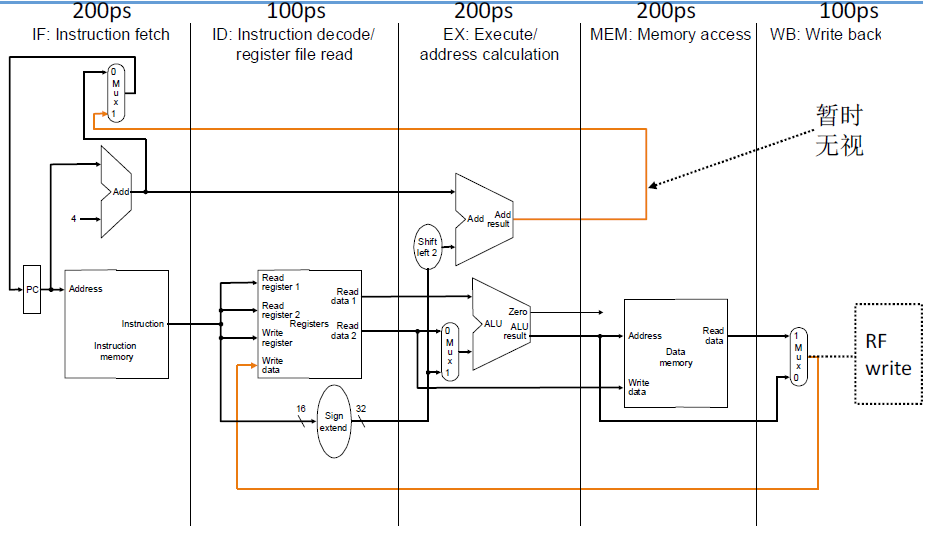 200ps
100ps
200ps
200ps
100ps
IF: Instruction fetch
ID: Instruction decode/
register file read
EX: Execute/
address calculation
MEM: Memory access
WB: Write back
0
M
u
x
1
暂时
无视
Add
4
Add
Add
result
Shift
left 2
PC
Address
Instruction
Instruction
memory
Read
register 1
Read
register 2
Write
register
Write
data
Registers
Read
data 1
Read
data 2
0
M
u
x
1
Zero
ALU
ALU
result
Address
Read
data
Data
memory
Write
data
1
M
u
x
0
RF
write
16
Sign
extend
32